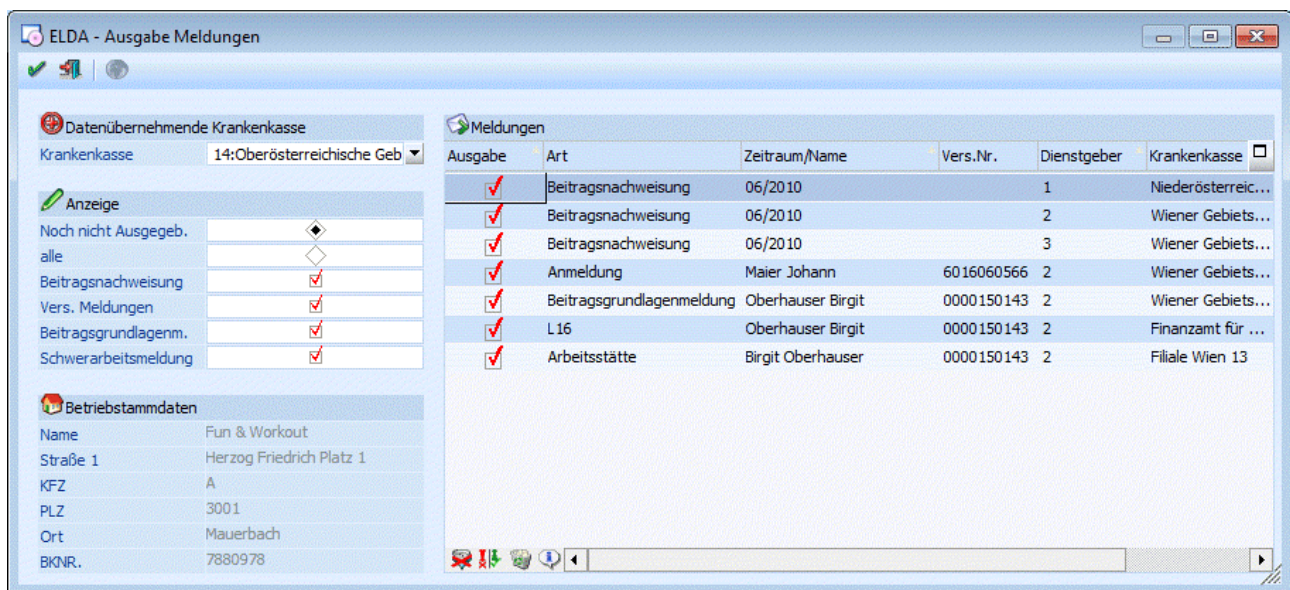 ELDA - Ausgabe Meldungen
Datenübernehmende Krankenkasse
Krankenkasse 14:Oberösterreichische Geb
Anzeige
Noch nicht Ausgegeb.
alle
Beitragsnachweisung
Vers. Meldungen
Beitragsgrundlagenm.
Schwerarbeitsmeldung
Betriebstammdaten
Name Fun & Workout
Straße 1 Herzog Friedrich Platz 1
KFZ A
PLZ 3001
Ort Mauerbach
BKNR. 7880978
Meldungen
Ausgabe Art Zeitraum/Name Vers.Nr. Dienstgeber Krankenkasse
Beitragsnachweisung 06/2010 1 Niederösterreic...
Beitragsnachweisung 06/2010 2 Wiener Gebiets...
Beitragsnachweisung 06/2010 3 Wiener Gebiets...
Anmeldung Maier Johann 6016060566 2 Wiener Gebiets...
Beitragsgrundlagenmeldung Oberhauser Birgit 0000150143 2 Wiener Gebiets...
L16 Oberhauser Birgit 0000150143 2 Finanzamt für ...
Arbeitsstätte Birgit Oberhauser 0000150143 2 Filiale Wien 13